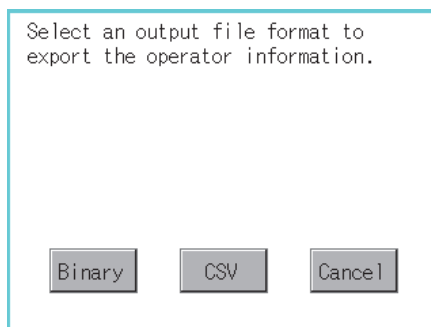 Select an output file format to
export the operator information.
Binary CSV Cancel